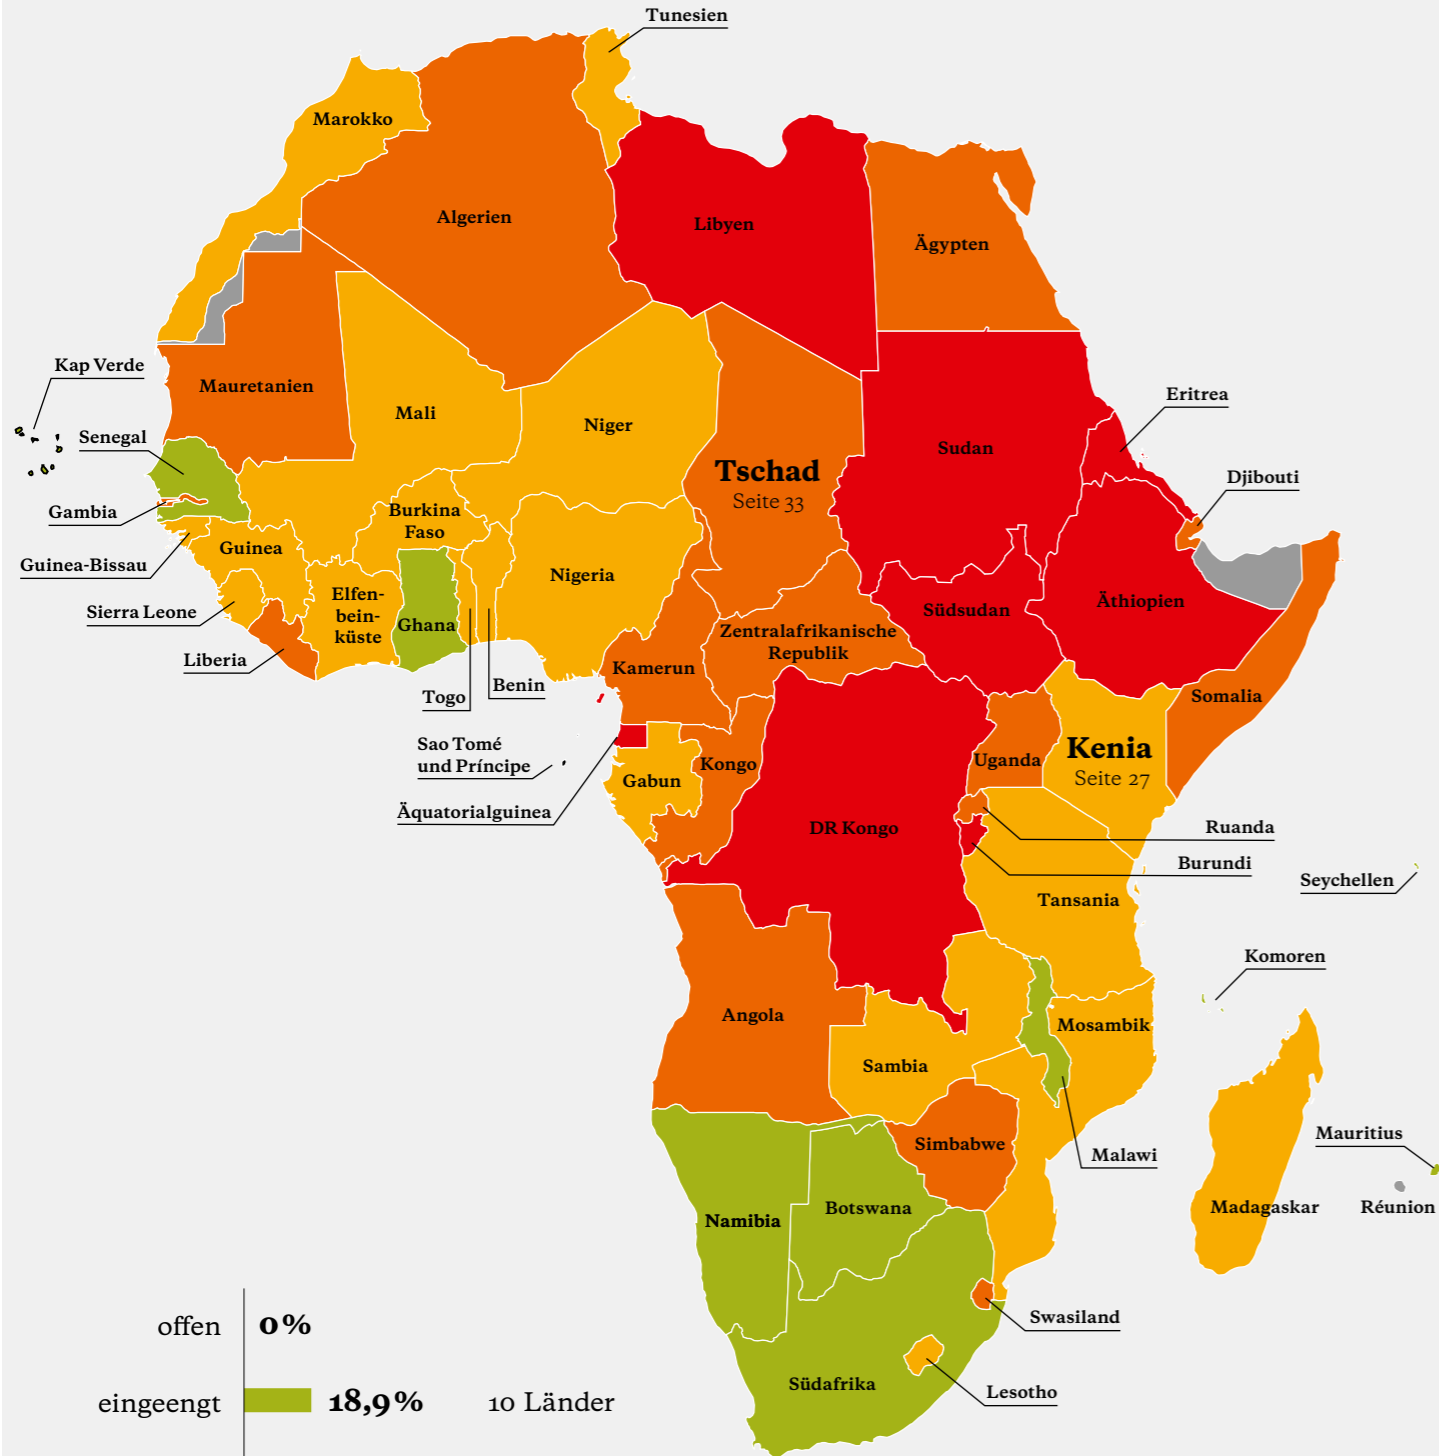 Tunesien
Marokko
Algerien
Libyen
Ägypten
Kap Verde
Mauretanien
Mali
Niger
Eritrea
Senegal
Sudan
Tschad
Seite 33
Djibouti
Gambia
Burkina
Faso
Guinea
Guinea-Bissau
Nigeria
Elfen-
bein-
küste
Äthiopien
Sierra Leone
Südsudan
Ghana
Zentralafrikanische
Republik
Liberia
Kamerun
Togo
Benin
Somalia
Sao Tomé
und Príncipe
Kenia
Seite 27
Uganda
Kongo
Gabun
Äquatorialguinea
DR Kongo
Ruanda
Burundi
Seychellen
Tansania
Komoren
Angola
Mosambik
Sambia
Mauritius
Simbabwe
Malawi
Madagaskar
Réunion
Botswana
Namibia
Swasiland
Südafrika
Lesotho
offen 0%
eingeengt 18,9% 10 Länder